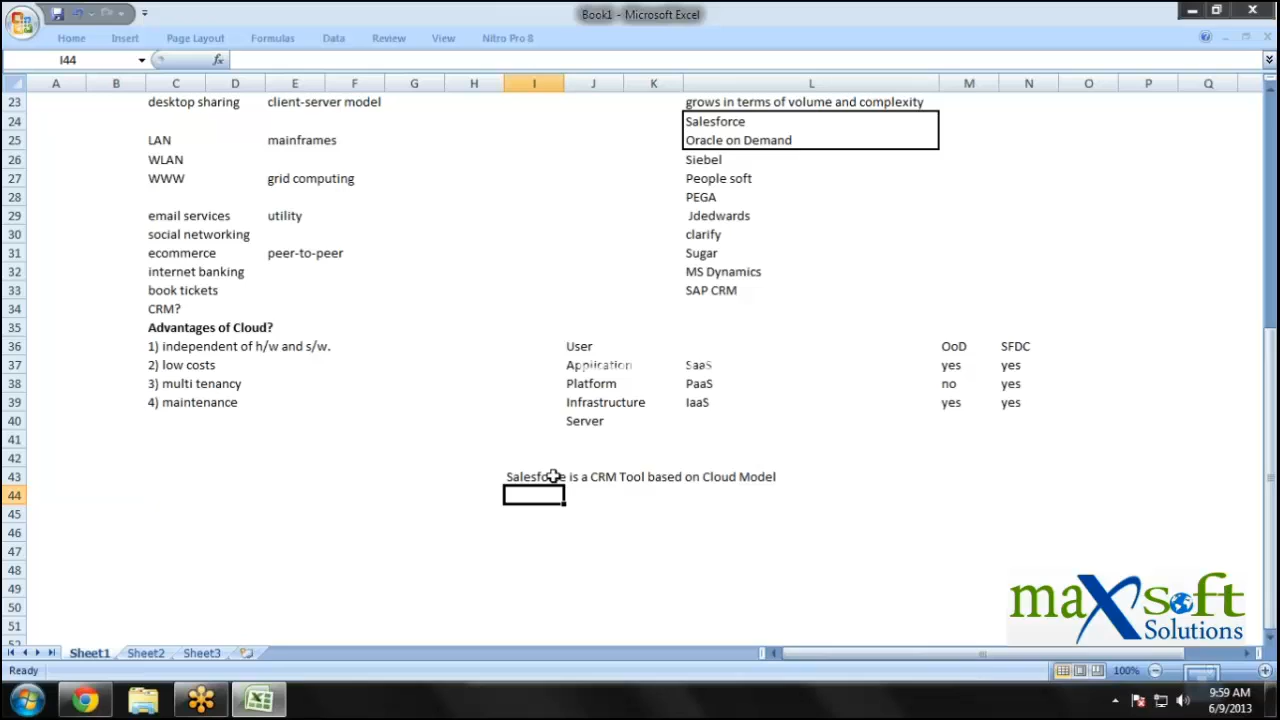 Book1 - Microsoft Excel
Home Insert Page Layout Formulas Data Review View Nitro Pro 8
I44 fx
A B C D E F G H I J K L M N O P Q
23 desktop sharing client-server model grows in terms of volume and complexity
24 Salesforce
25 LAN mainframes Oracle on Demand
26 WLAN Siebel
27 WWW grid computing People soft
28 PEGA
29 email services utility Jdedwards
30 social networking clarify
31 ecommerce peer-to-peer Sugar
32 internet banking MS Dynamics
33 book tickets SAP CRM
34 CRM?
35 Advantages of Cloud?
36 1) independent of h/w and s/w. User OoD SFDC
37 2) low costs Application SaaS yes yes
38 3) multi tenancy Platform PaaS no yes
39 4) maintenance Infrastructure IaaS yes yes
40 Server
41
42
43 Salesforce is a CRM Tool based on Cloud Model
44
45
46
47
48
49
50
51
52
maxsoft
Solutions
Sheet1 Sheet2 Sheet3
Ready 100%
9:59 AM
6/9/2013